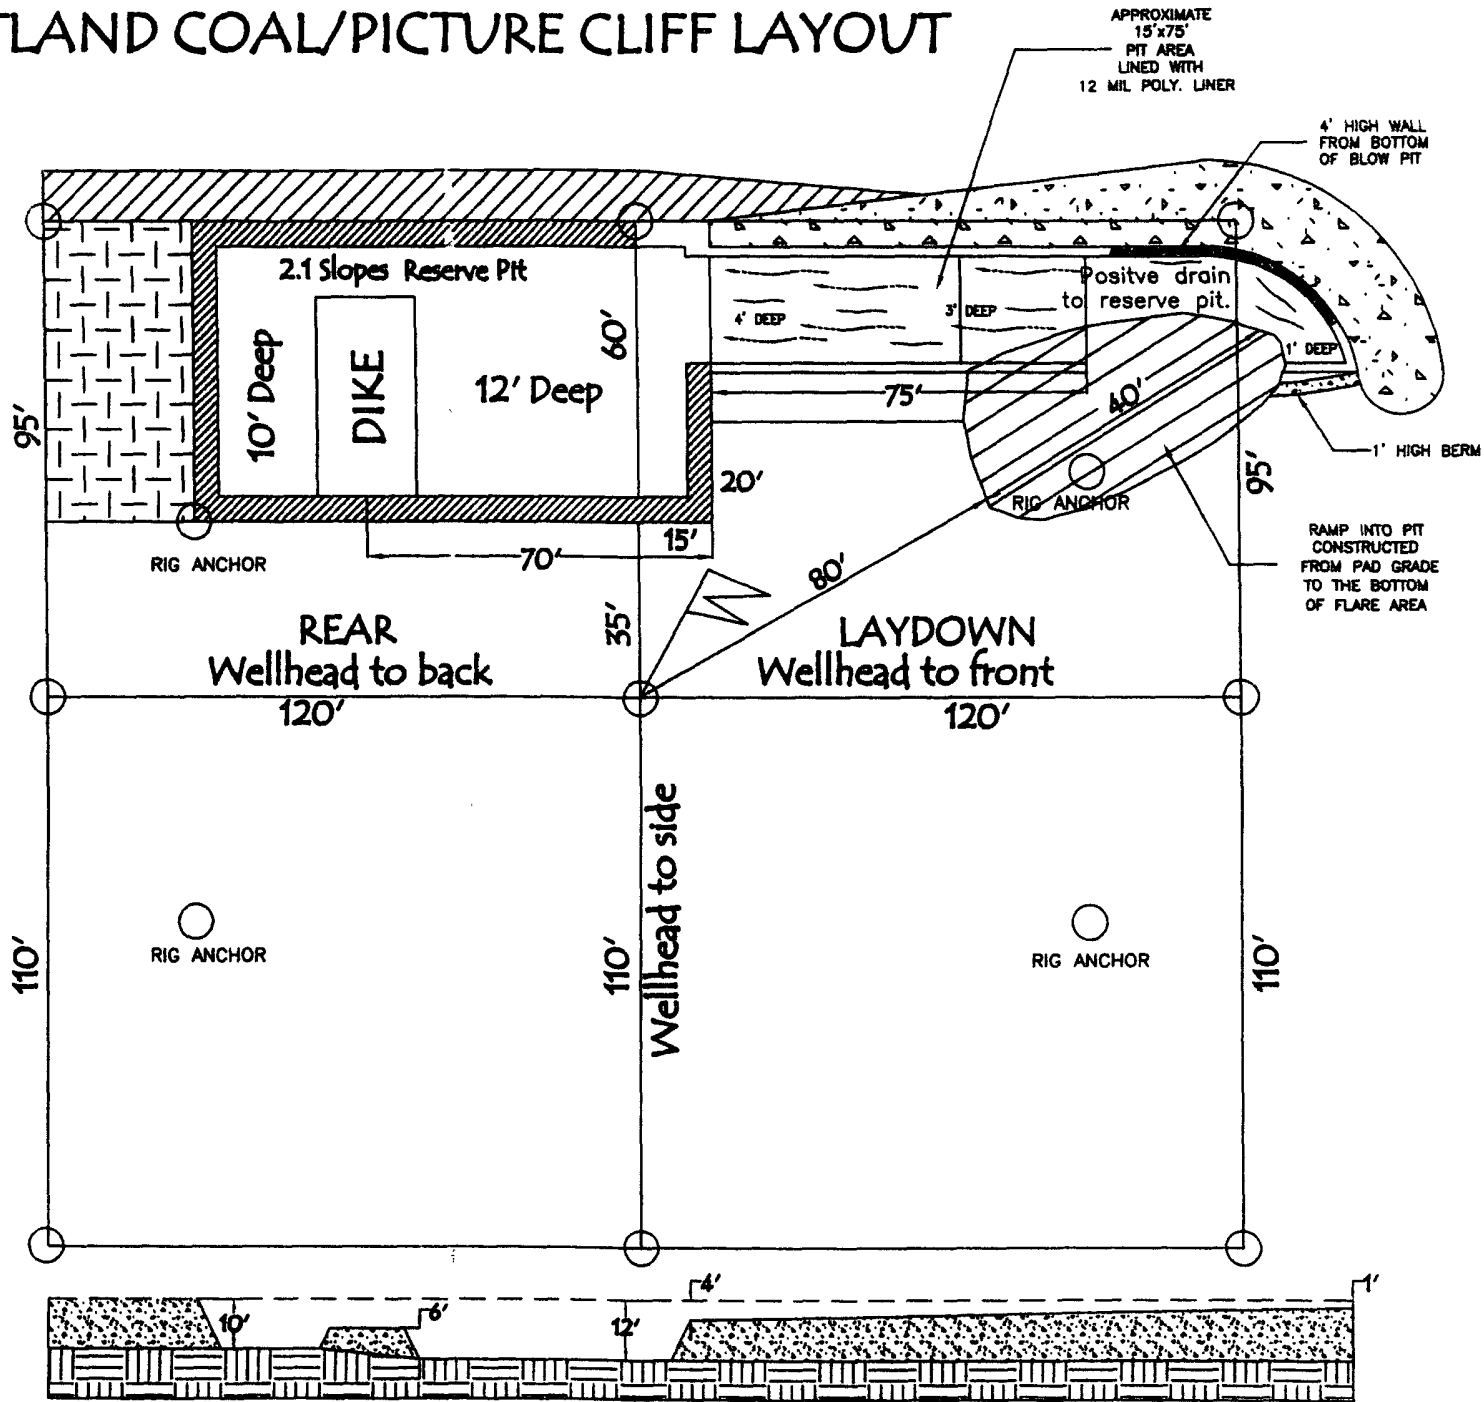 TLAND COAL/PICTURE CLIFF LAYOUT
APPROXIMATE
15'x75'
PIT AREA
LINED WITH
12 MIL POLY. LINER
4' HIGH WALL
FROM BOTTOM
OF BLOW PIT
2.1 Slopes Reserve Pit
Positve drain
to reserve pit.
10' Deep
DIKE
12' Deep
60'
4' DEEP
3' DEEP
1' DEEP
95'
75'
40'
1' HIGH BERM
20'
RIG ANCHOR
95'
RIG ANCHOR
70'
15'
80'
RAMP INTO PIT
CONSTRUCTED
FROM PAD GRADE
TO THE BOTTOM
OF FLARE AREA
35'
REAR
Wellhead to back
120'
LAYDOWN
Wellhead to front
120'
Wellhead to side
110'
110'
110'
RIG ANCHOR
RIG ANCHOR
4'
1'
10'
6'
12'